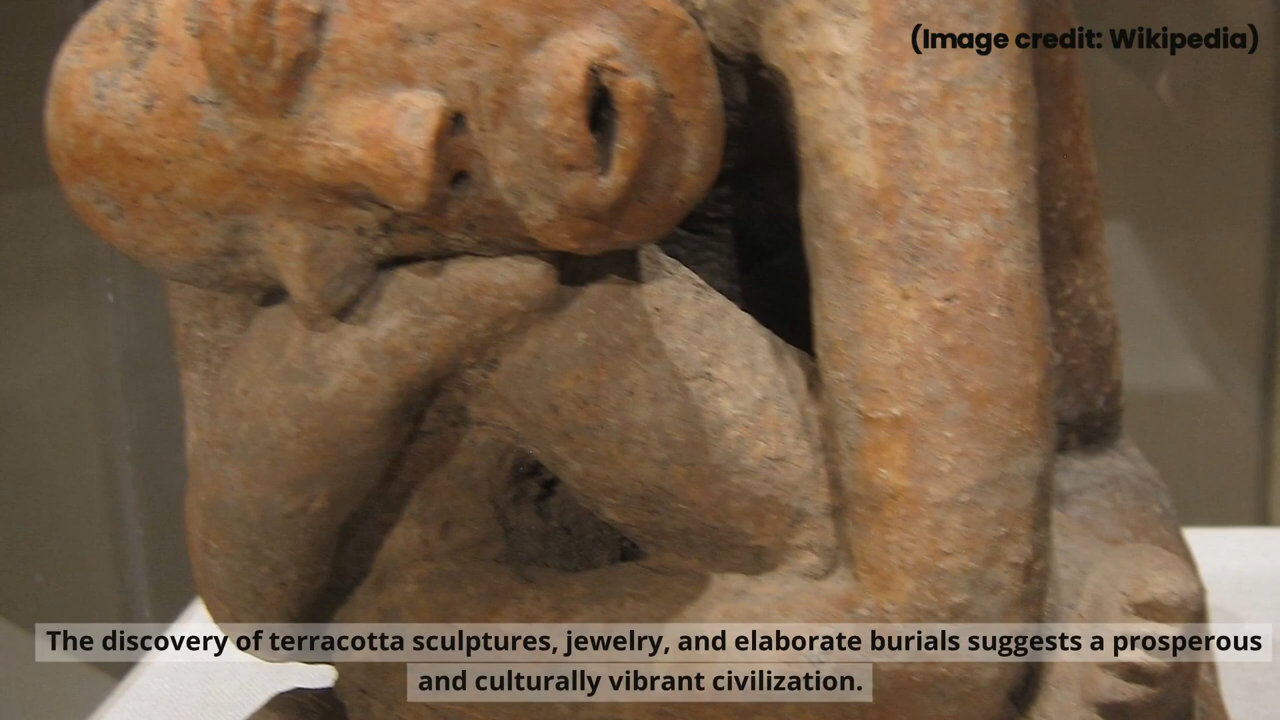 (Image credit: Wikipedia)
The discovery of terracotta sculptures, jewelry, and elaborate burials suggests a prosperous
and culturally vibrant civilization.